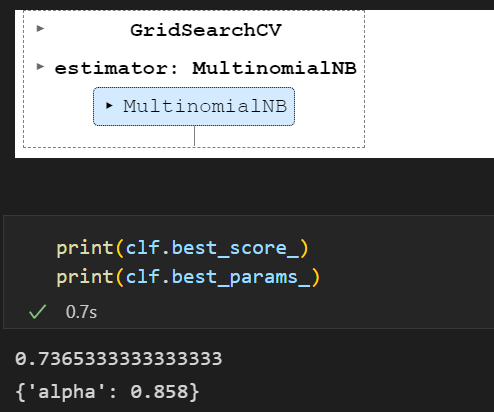 GridSearchCV
estimator: MultinomialNB
MultinomialNB
print(clf.best_score_)
print(clf.best_params_)
0.7s
0.7365333333333333
{'alpha': 0.858}